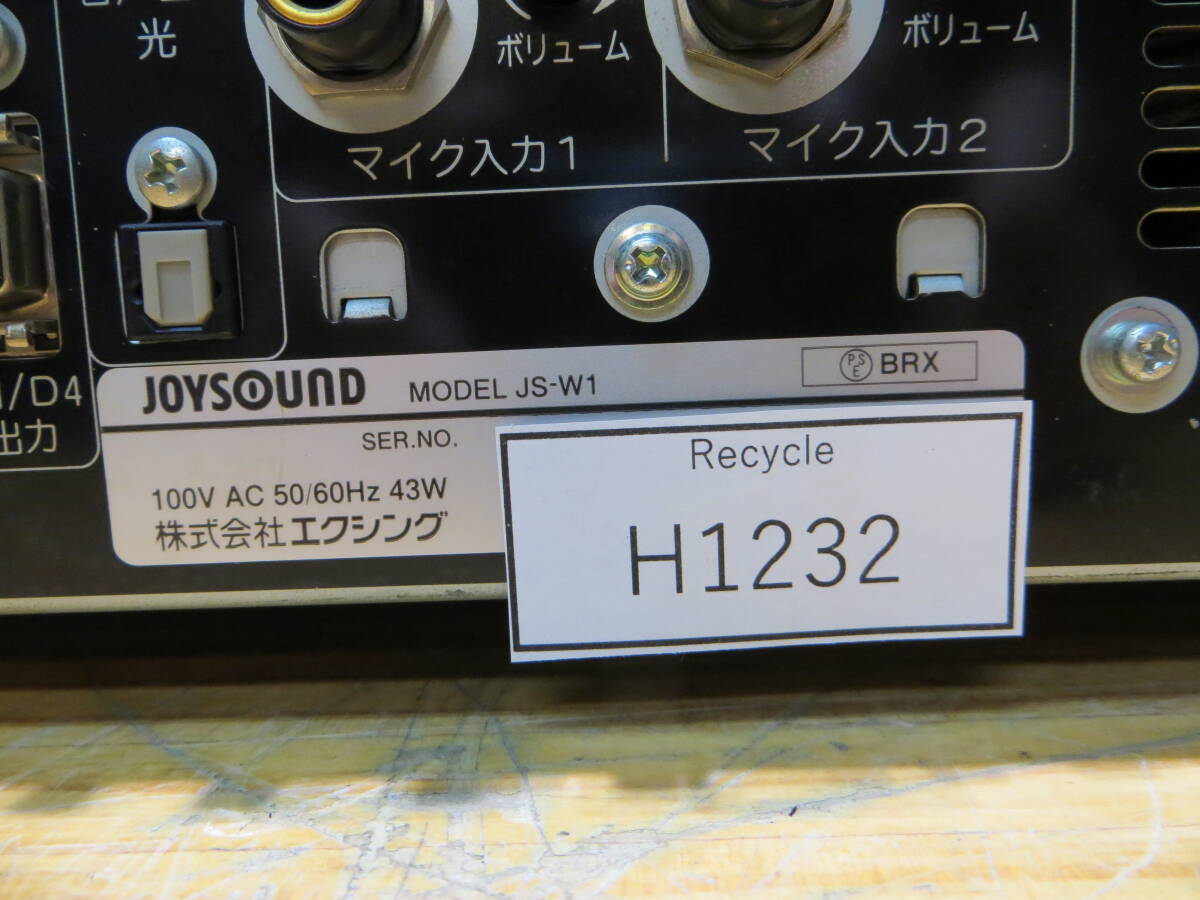 光
ボリューム
ボリューム
マイク入力1
マイク入力2
/D4
出力
JOYSOUND MODEL JS-W1
PSE BRX
SER.NO.
100V AC 50/60Hz 43W
株式会社エクシング
Recycle
H1232